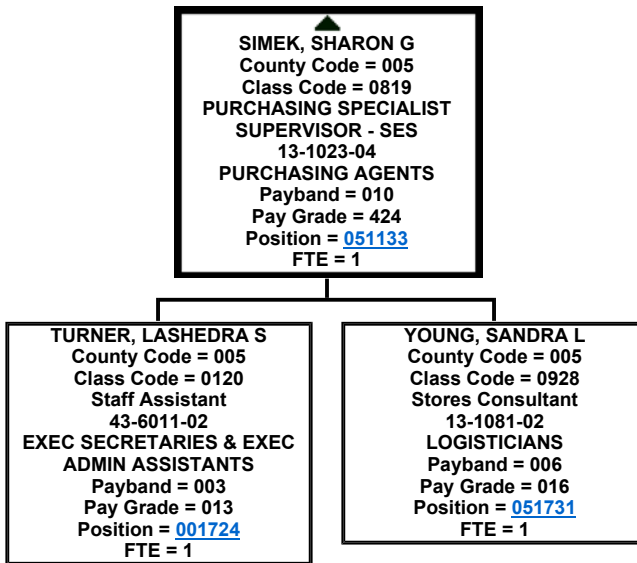 SIMEK, SHARON G
County Code = 005
Class Code = 0819
PURCHASING SPECIALIST
SUPERVISOR - SES
13-1023-04
PURCHASING AGENTS
Payband = 010
Pay Grade = 424
Position = 051133
FTE = 1
TURNER, LASHEDRA S
County Code = 005
Class Code = 0120
Staff Assistant
43-6011-02
EXEC SECRETARIES & EXEC
ADMIN ASSISTANTS
Payband = 003
Pay Grade = 013
Position = 001724
FTE = 1
YOUNG, SANDRA L
County Code = 005
Class Code = 0928
Stores Consultant
13-1081-02
LOGISTICIANS
Payband = 006
Pay Grade = 016
Position = 051731
FTE = 1